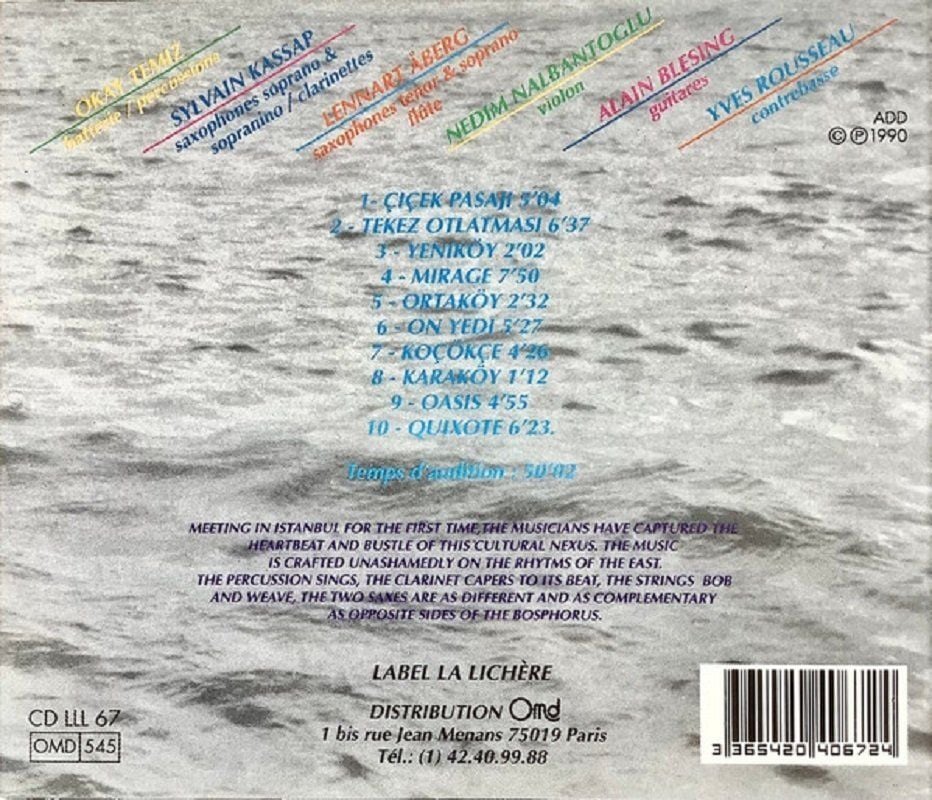 OKAY TEMIZ
batterie / percussions
SYLVAIN KASSAP
saxophones soprano &
sopranino / clarinettes
LENNART ÅBERG
saxophones tenor & soprano
flûte
NEDIM NALBANTOGLU
violon
ALAIN BLESING
guitares
YVES ROUSSEAU
contrebasse
ADD
© ℗ 1990
1- ÇIÇEK PASAJI 5'04
2 - TEKEZ OTLATMASI 6'37
3 - YENIKÖY 2'02
4 - MIRAGE 7'50
5 - ORTAKÖY 2'32
6 - ON YEDI 5'27
7 - KOÇÖKÇE 4'26
8 - KARAKÖY 1'12
9 - OASIS 4'55
10 - QUIXOTE 6'23.
Temps d'audition : 50'02
MEETING IN ISTANBUL FOR THE FIRST TIME,THE MUSICIANS HAVE CAPTURED THE
HEARTBEAT AND BUSTLE OF THIS CULTURAL NEXUS. THE MUSIC
IS CRAFTED UNASHAMEDLY ON THE RHYTMS OF THE EAST.
THE PERCUSSION SINGS, THE CLARINET CAPERS TO ITS BEAT, THE STRINGS BOB
AND WEAVE, THE TWO SAXES ARE AS DIFFERENT AND AS COMPLEMENTARY
AS OPPOSITE SIDES OF THE BOSPHORUS.
LABEL LA LICHÈRE
DISTRIBUTION Omd
1 bis rue Jean Menans 75019 Paris
Tél.: (1) 42.40.99.88
CD LLL 67
OMD 545
3 365420 406724